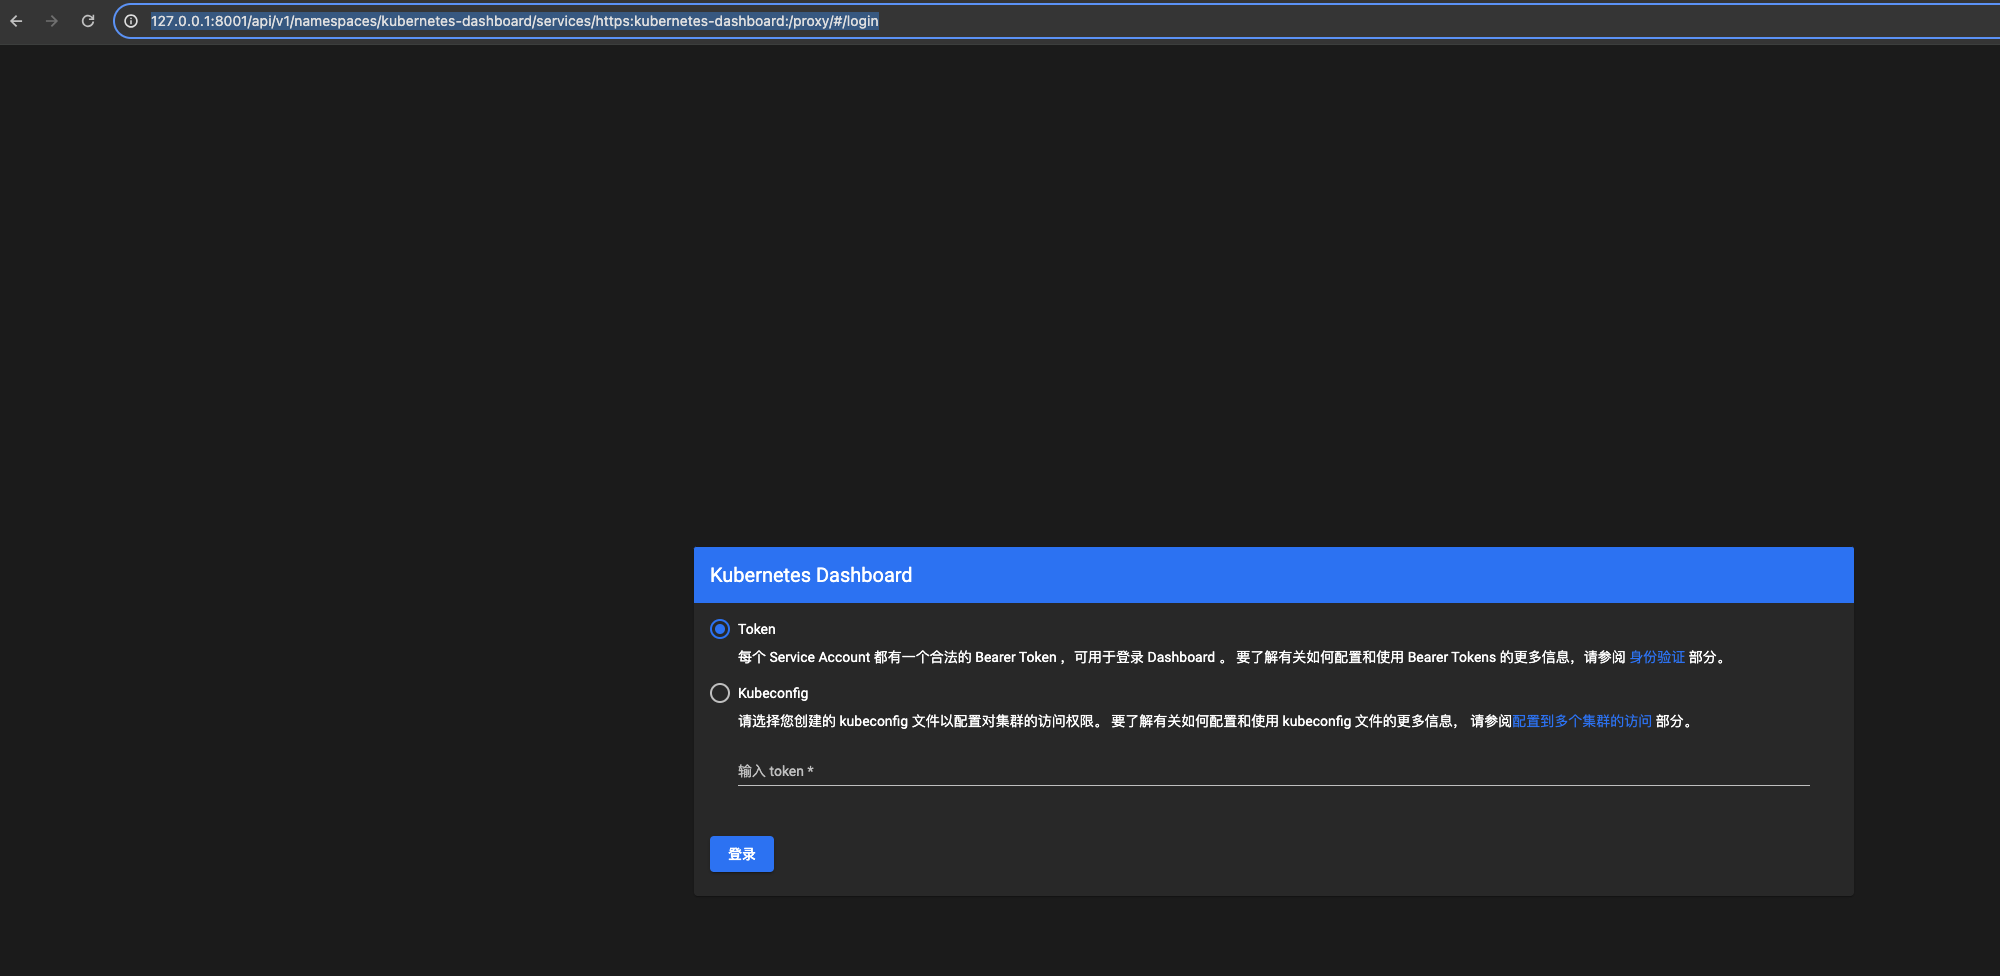 127.0.0.1:8001/api/v1/namespaces/kubernetes-dashboard/services/https:kubernetes-dashboard:/proxy/#/login
Kubernetes Dashboard
Token
每个 Service Account 都有一个合法的 Bearer Token ，可用于登录 Dashboard 。 要了解有关如何配置和使用 Bearer Tokens 的更多信息，请参阅 身份验证 部分。
Kubeconfig
请选择您创建的 kubeconfig 文件以配置对集群的访问权限。 要了解有关如何配置和使用 kubeconfig 文件的更多信息， 请参阅配置到多个集群的访问 部分。
输入 token *
登录